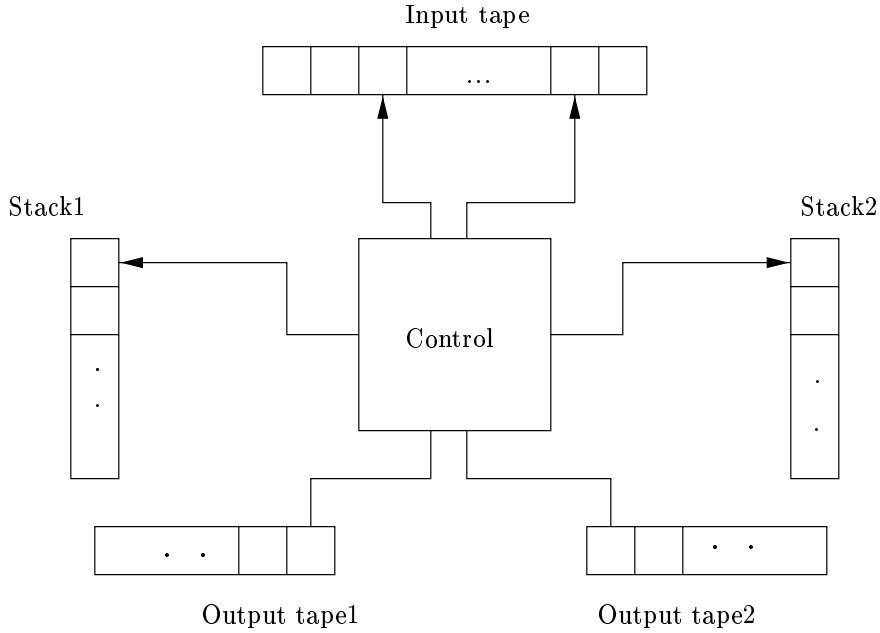 Input tape
...
Stack1
Stack2
Control
Output tape1
Output tape2